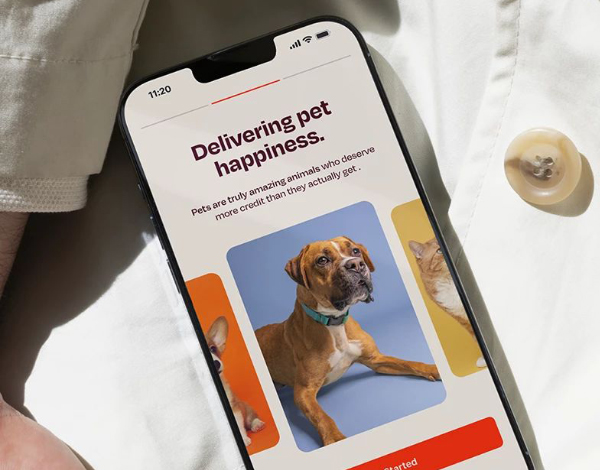 11:20
Delivering pet
happiness.
Pets are truly amazing animals who deserve
more credit than they actually get .
Started